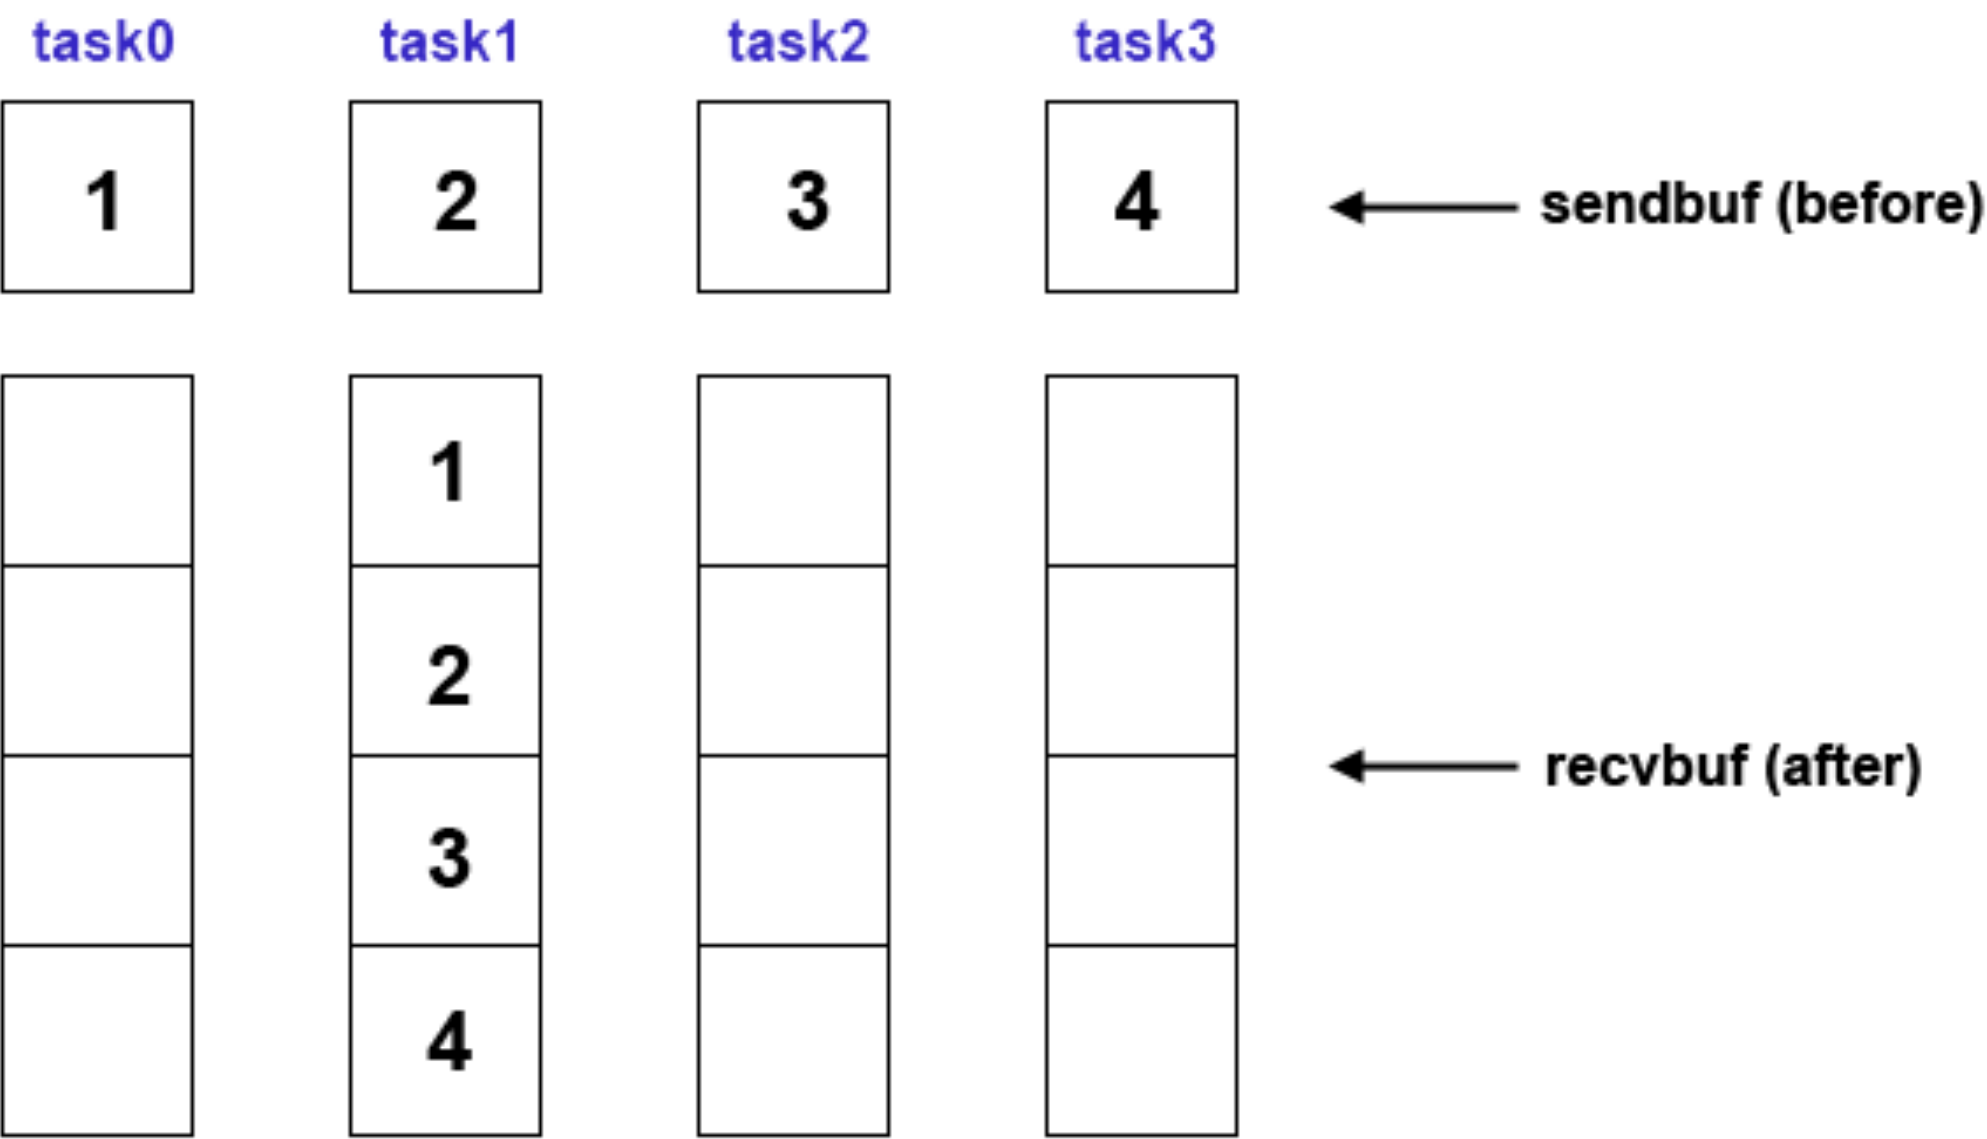 task0 task1 task2 task3
1 2 3 4 sendbuf (before)
1
2
3
recvbuf (after)
4